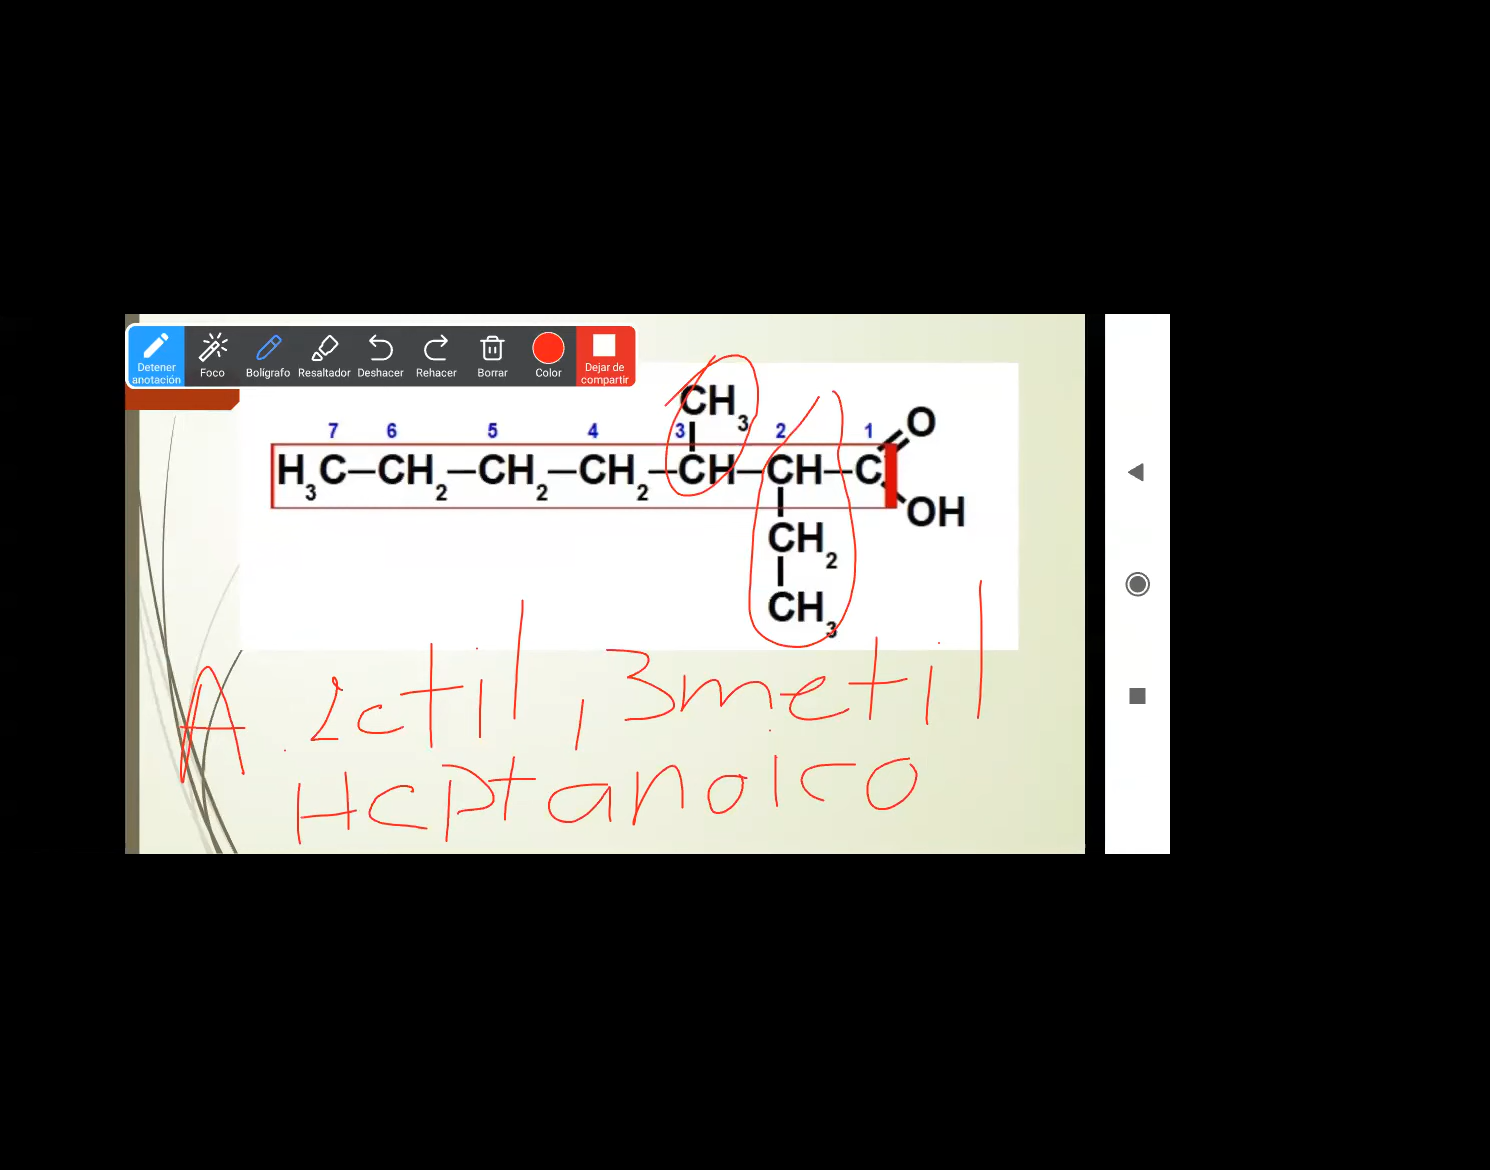 Detener anotación Foco Bolígrafo Resaltador Deshacer Rehacer Borrar Color Dejar de compartir
CH3 O
7 6 5 4 3 2 1
H3C—CH2—CH2—CH2—CH—CH—C
OH
CH2
CH3
A. 2etil, 3metil
Heptanoico